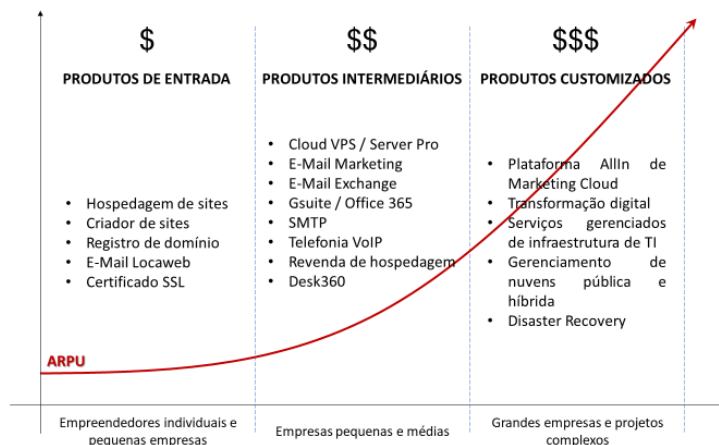 $
PRODUTOS DE ENTRADA
• Hospedagem de sites
• Criador de sites
• Registro de domínio
• E-Mail Locaweb
• Certificado SSL
$$
PRODUTOS INTERMEDIÁRIOS
• Cloud VPS / Server Pro
• E-Mail Marketing
• E-Mail Exchange
• Gsuite / Office 365
• SMTP
• Telefonia VoIP
• Revenda de hospedagem
• Desk360
$$$
PRODUTOS CUSTOMIZADOS
• Plataforma AllIn de
Marketing Cloud
• Transformação digital
• Serviços gerenciados
de infraestrutura de TI
• Gerenciamento de
nuvens pública e
híbrida
• Disaster Recovery
ARPU
Empreendedores individuais e
pequenas empresas
Empresas pequenas e médias
Grandes empresas e projetos
complexos